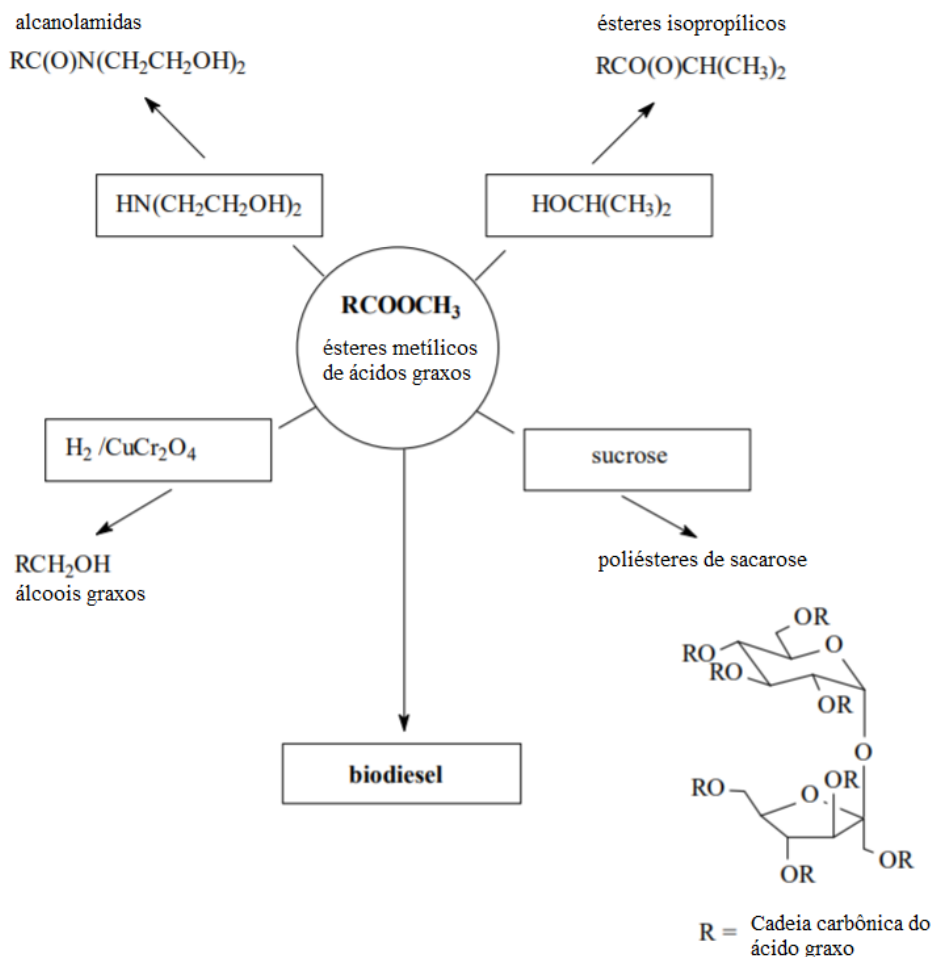 alcanolamidas
RC(O)N(CH₂CH₂OH)₂
ésteres isopropílicos
RCO(O)CH(CH₃)₂
HN(CH₂CH₂OH)₂
HOCH(CH₃)₂
RCOOCH₃
ésteres metílicos
de ácidos graxos
H₂ /CuCr₂O₄
sucrose
RCH₂OH
álcoois graxos
poliésteres de sacarose
biodiesel
OR
O
RO
RO
OR
O
RO
O
OR
OR
OR
R = Cadeia carbônica do
ácido graxo